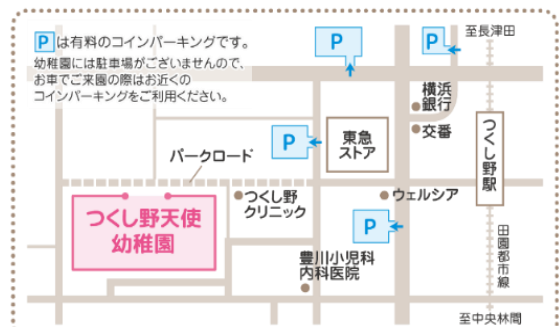 Pは有料のコインパーキングです。
幼稚園には駐車場がございませんので、
お車でご来園の際はお近くの
コインパーキングをご利用ください。
P
P
至長津田
横浜
銀行
交番
P
東急
ストア
つくし野駅
パークロード
つくし野
クリニック
ウェルシア
つくし野天使
幼稚園
P
田園都市線
豊川小児科
内科医院
至中央林間